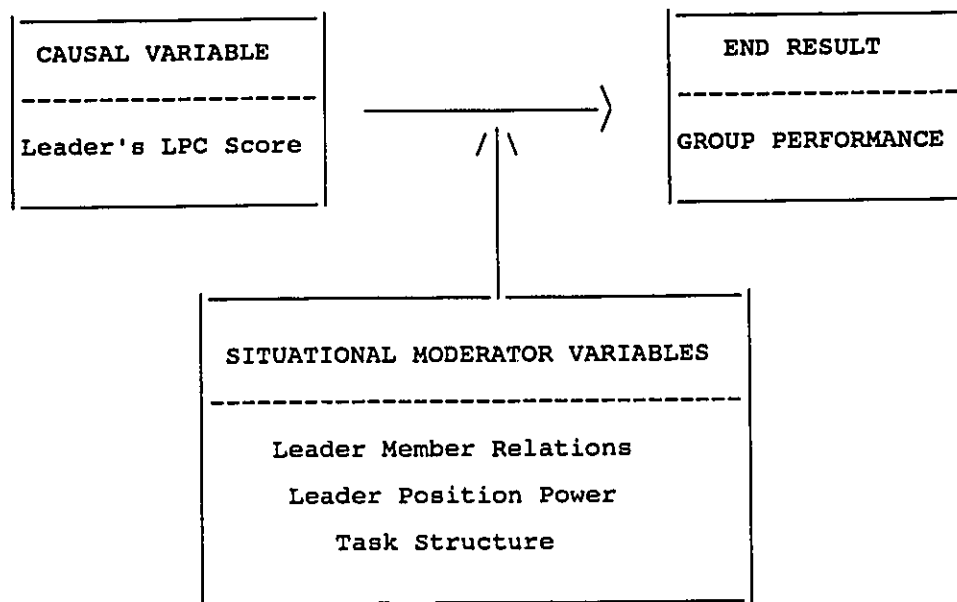 CAUSAL VARIABLE
Leader's LPC Score
END RESULT
GROUP PERFORMANCE
SITUATIONAL MODERATOR VARIABLES
Leader Member Relations
Leader Position Power
Task Structure